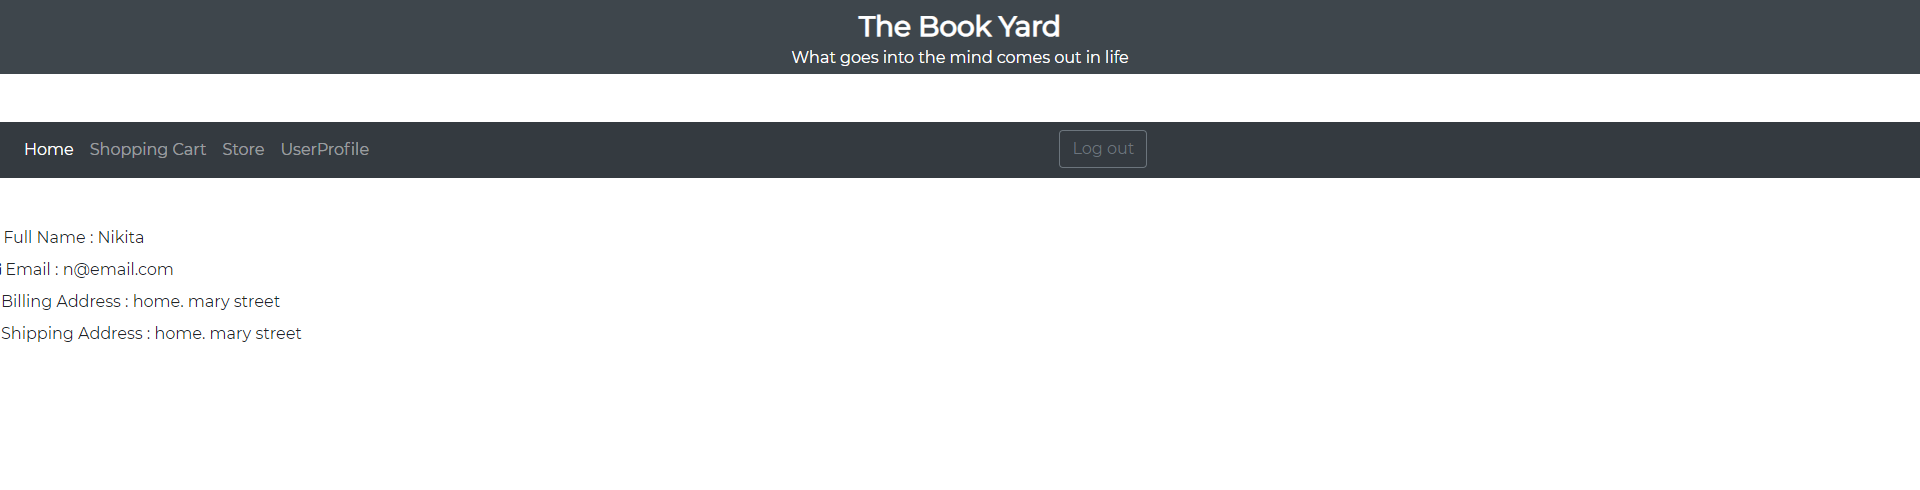 The Book Yard
What goes into the mind comes out in life
Home Shopping Cart Store UserProfile Log out
Full Name : Nikita
Email : n@email.com
Billing Address : home. mary street
Shipping Address : home. mary street